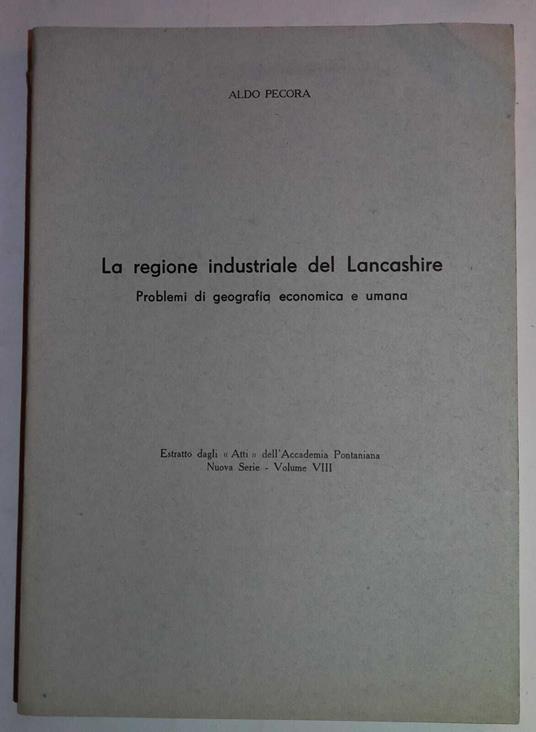 ALDO PECORA
La regione industriale del Lancashire
Problemi di geografia economica e umana
Estratto dagli « Atti » dell'Accademia Pontaniana
Nuova Serie - Volume VIII